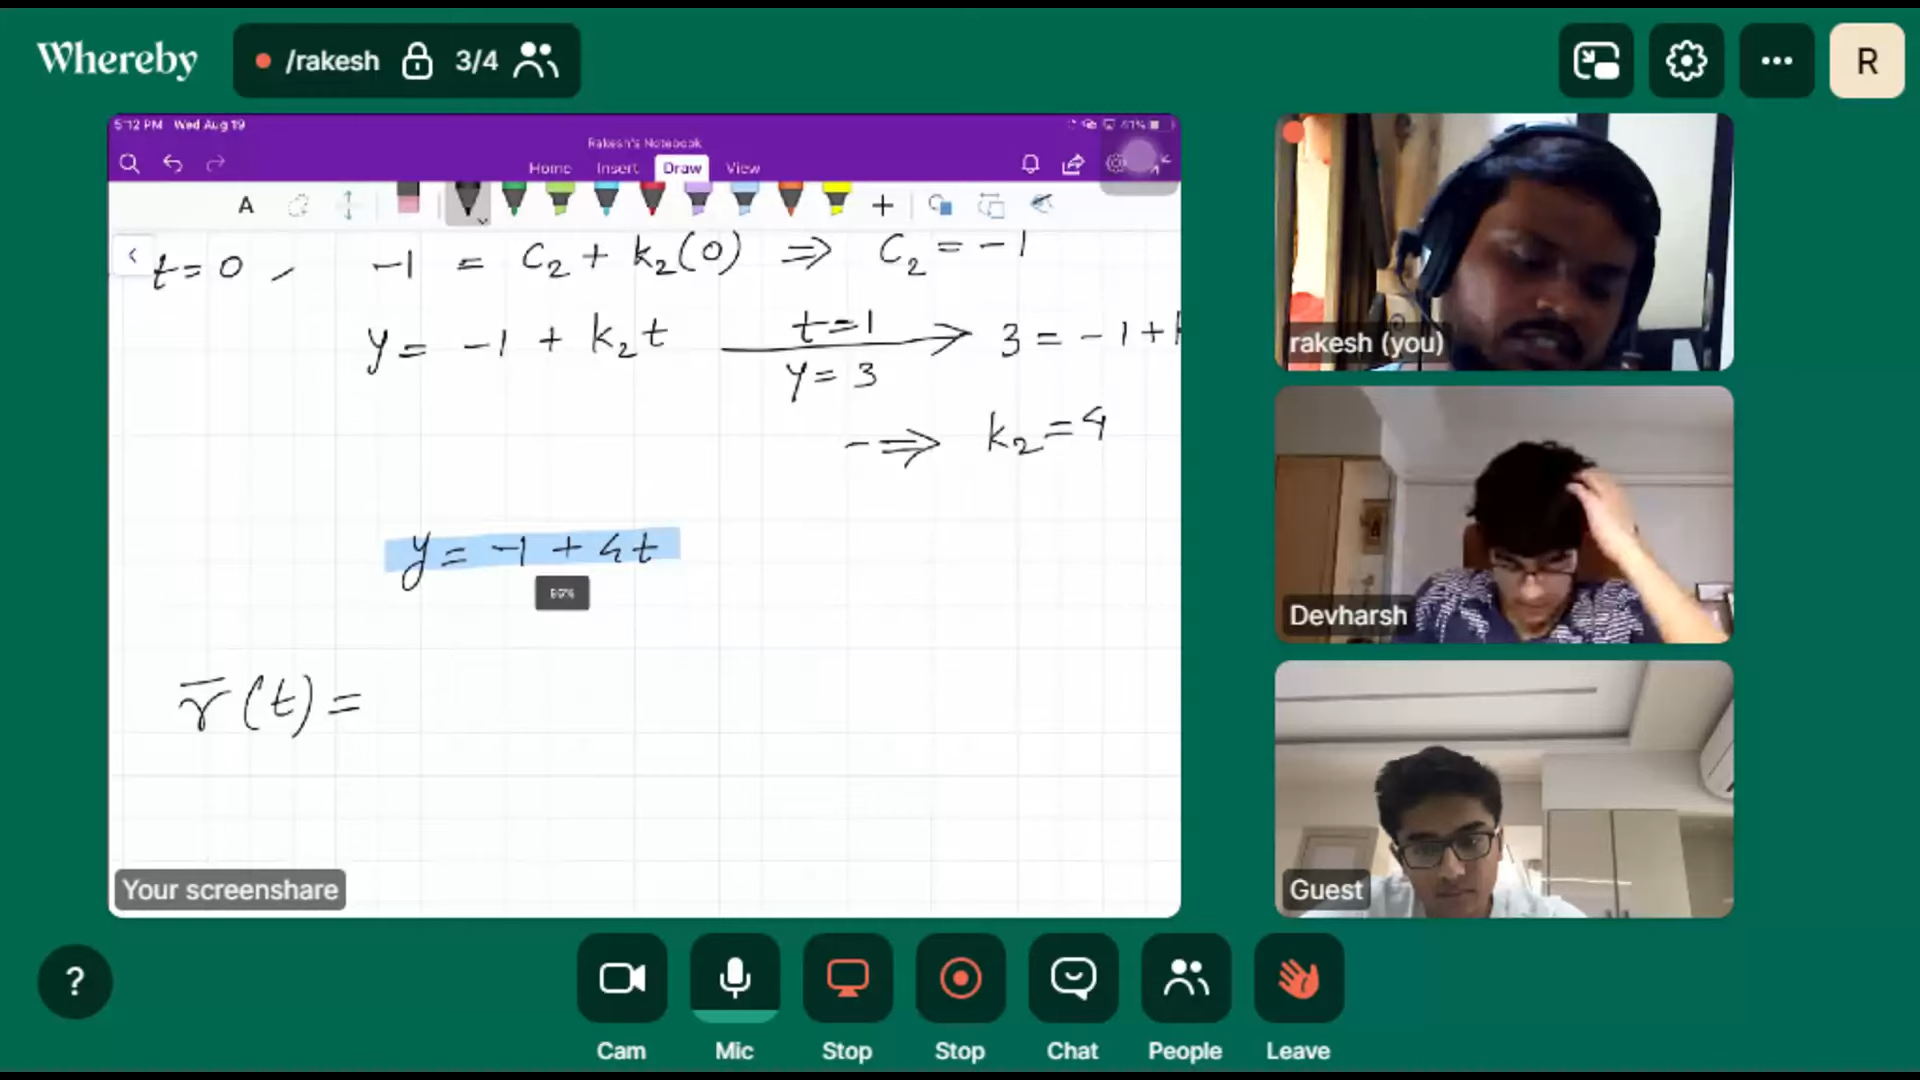 Whereby
/rakesh 3/4
R
5:12 PM Wed Aug 19
41%
Rakesh's Notebook
Home Insert Draw View
A
t=0, -1 = C₂ + k₂(0) ⇒ C₂ = -1
y = -1 + k₂t t=1 3 = -1 +
y=3
⇒ k₂=4
y = -1 + 4t
r̄(t) =
Your screenshare
rakesh (you)
Devharsh
Guest
?
Cam Mic Stop Stop Chat People Leave